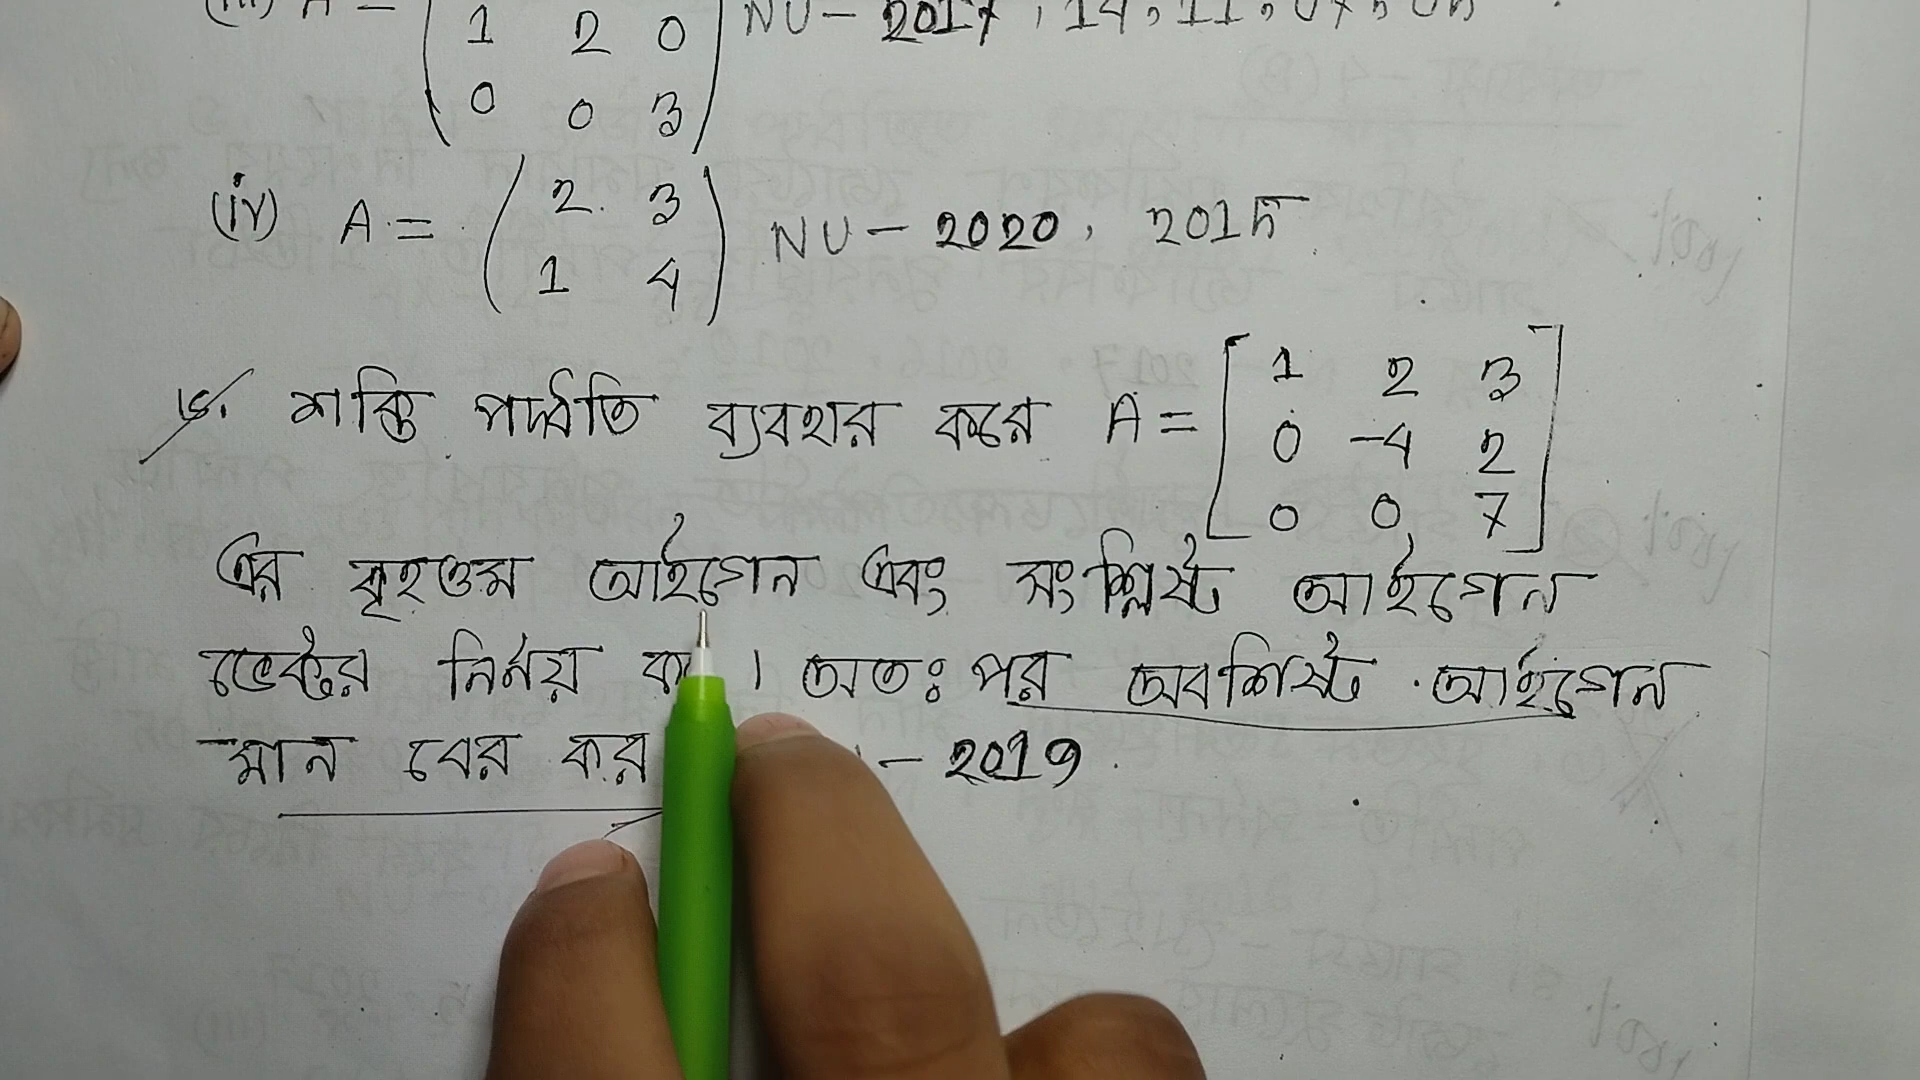 1 2 0
0 0 3
(iv) A = (2 3 NU - 2020, 2015
1 4)
৬. শক্তি পদ্ধতি ব্যবহার করে A = [1 2 3
0 -4 2
0 0 7]
এর বৃহত্তম আইগেন এবং সংশ্লিষ্ট আইগেন
ভেক্টর নির্ণয় কর । অতঃপর অবশিষ্ট আইগেন
মান বের কর - 2019